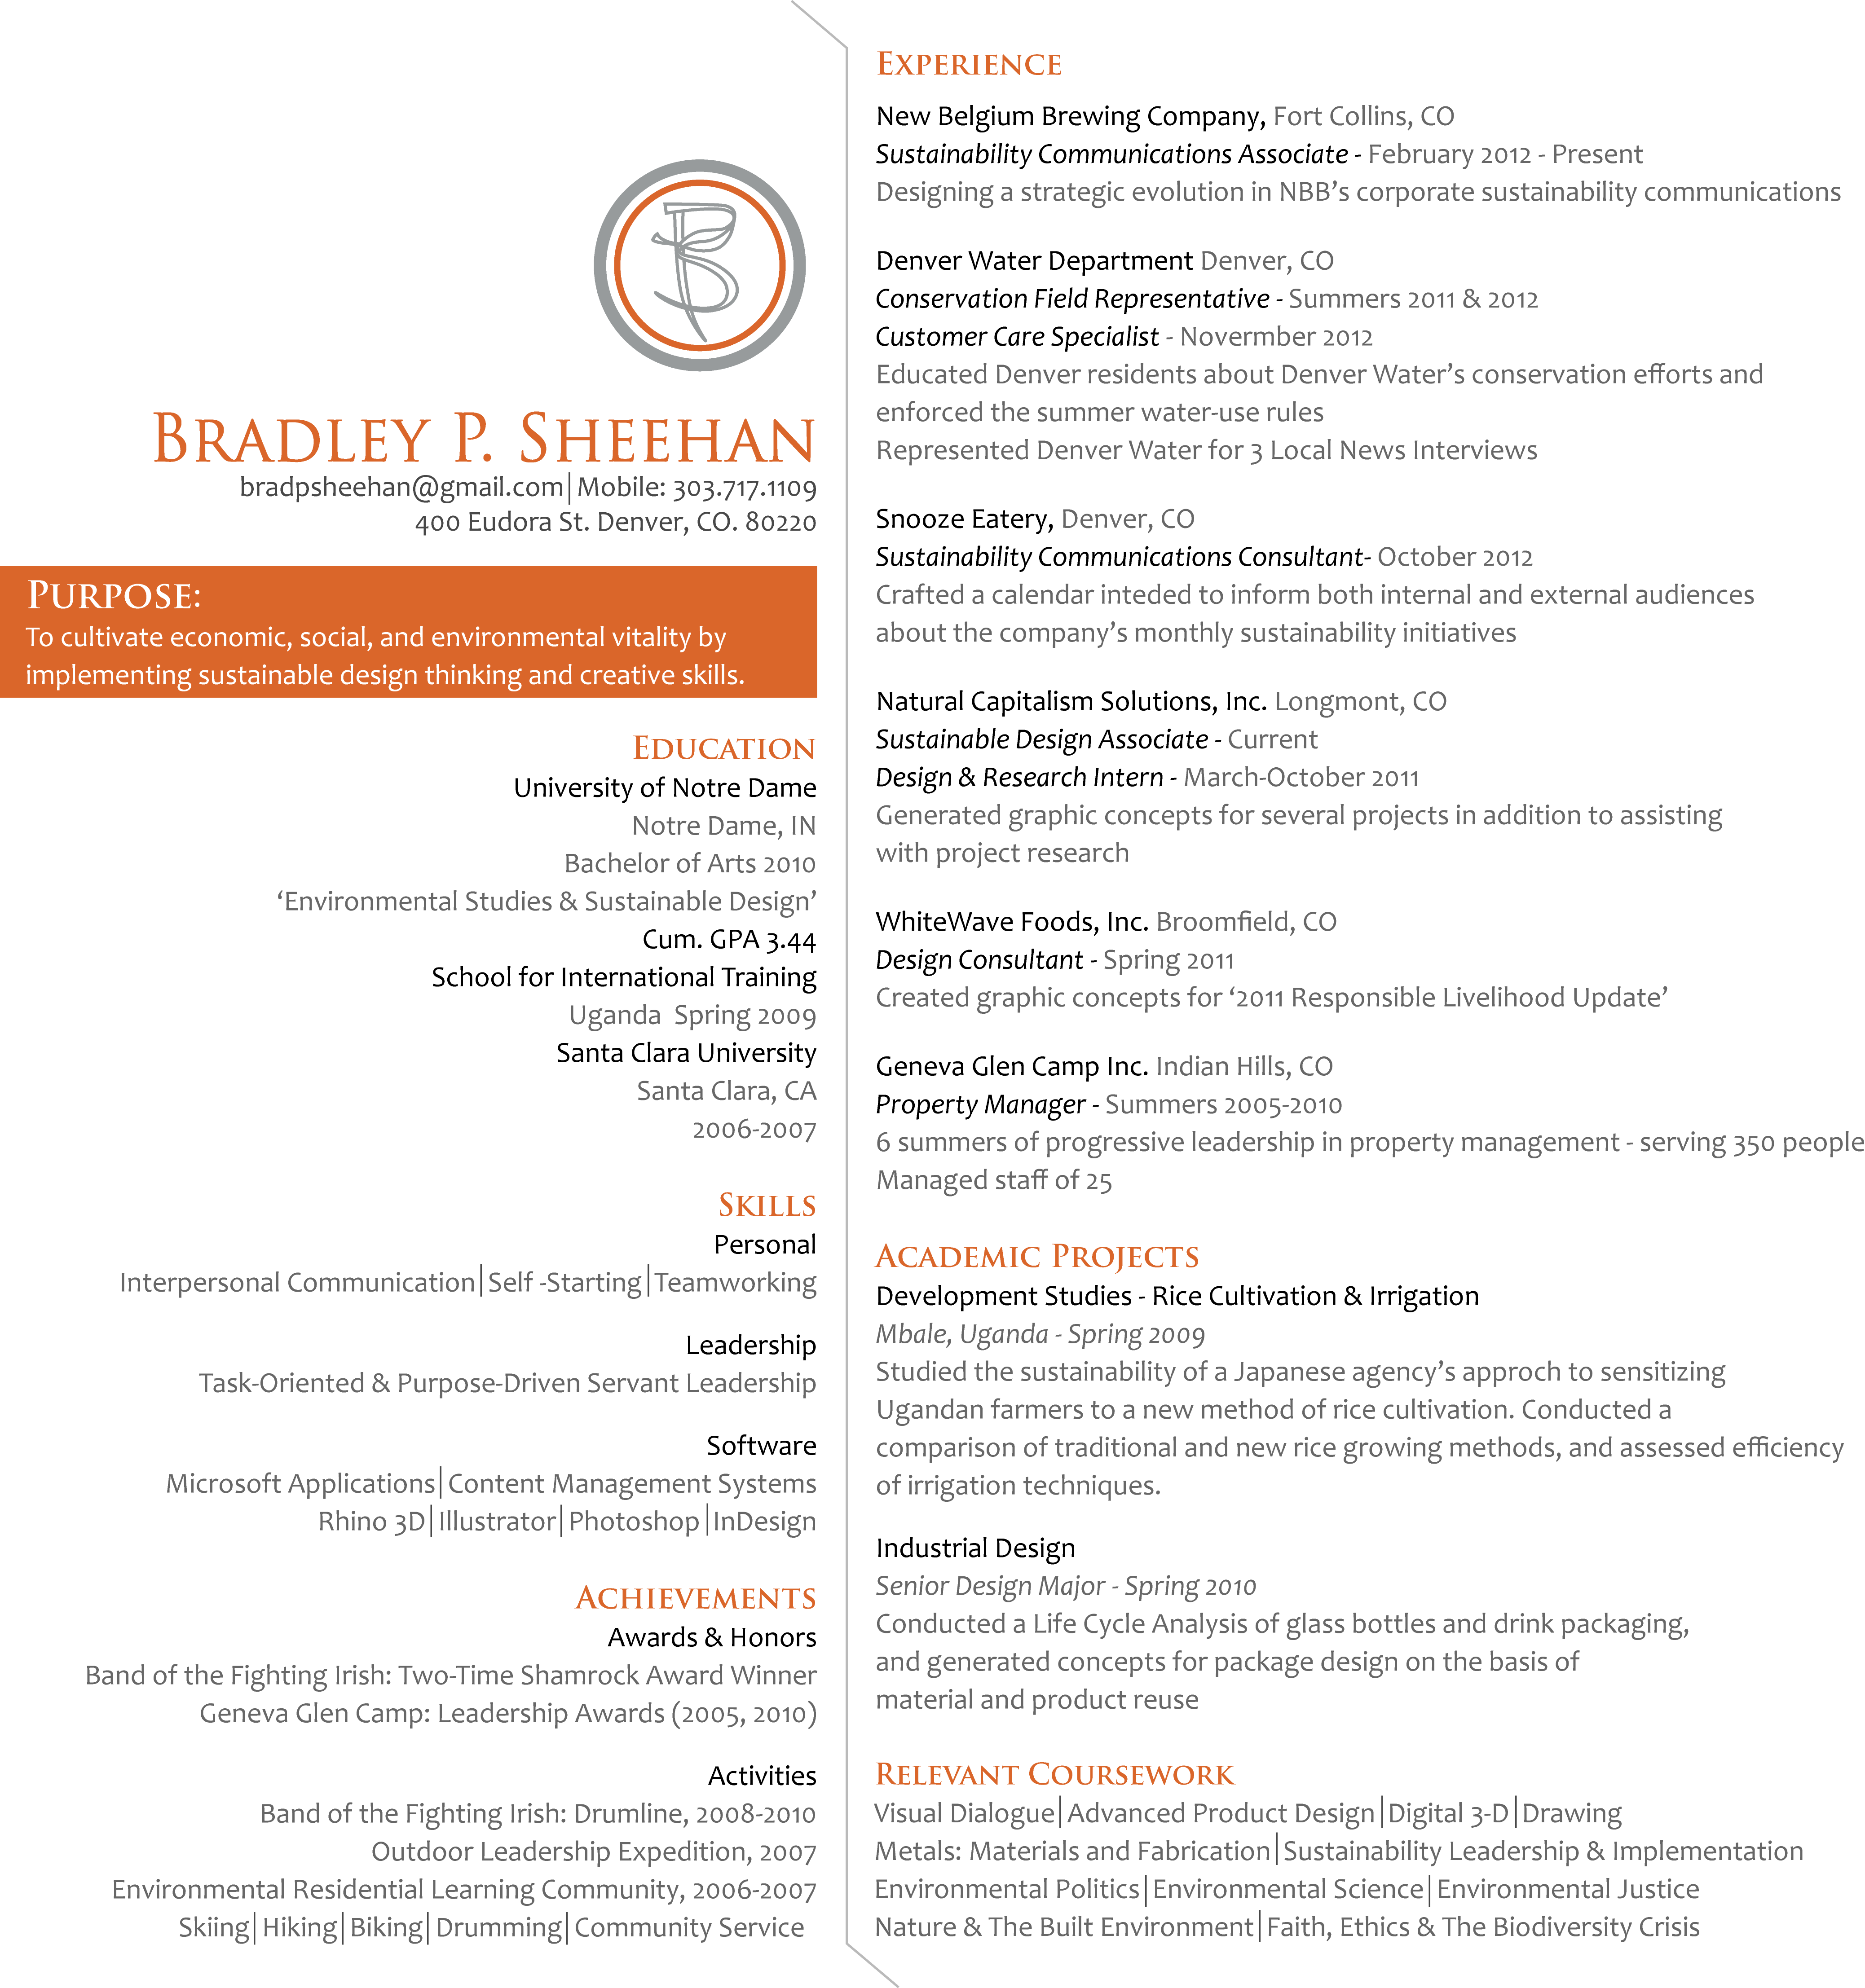 Bradley P. Sheehan
bradpsheehan@gmail.com|Mobile: 303.717.1109
400 Eudora St. Denver, CO. 80220
Purpose:
To cultivate economic, social, and environmental vitality by
implementing sustainable design thinking and creative skills.
Education
University of Notre Dame
Notre Dame, IN
Bachelor of Arts 2010
‘Environmental Studies & Sustainable Design’
Cum. GPA 3.44
School for International Training
Uganda  Spring 2009
Santa Clara University
Santa Clara, CA
2006-2007
Skills
Personal
Interpersonal Communication|Self -Starting|Teamworking
Leadership
Task-Oriented & Purpose-Driven Servant Leadership
Software
Microsoft Applications|Content Management Systems
Rhino 3D|Illustrator|Photoshop |InDesign
Achievements
Awards & Honors
Band of the Fighting Irish: Two-Time Shamrock Award Winner
Geneva Glen Camp: Leadership Awards (2005, 2010)
Activities
Band of the Fighting Irish: Drumline, 2008-2010
Outdoor Leadership Expedition, 2007
Environmental Residential Learning Community, 2006-2007
Skiing|Hiking|Biking|Drumming|Community Service
Experience
New Belgium Brewing Company, Fort Collins, CO
Sustainability Communications Associate - February 2012 - Present
Designing a strategic evolution in NBB’s corporate sustainability communications
Denver Water Department Denver, CO
Conservation Field Representative - Summers 2011 & 2012
Customer Care Specialist - Novermber 2012
Educated Denver residents about Denver Water’s conservation efforts and
enforced the summer water-use rules
Represented Denver Water for 3 Local News Interviews
Snooze Eatery, Denver, CO
Sustainability Communications Consultant- October 2012
Crafted a calendar inteded to inform both internal and external audiences
about the company’s monthly sustainability initiatives
Natural Capitalism Solutions, Inc. Longmont, CO
Sustainable Design Associate - Current
Design & Research Intern - March-October 2011
Generated graphic concepts for several projects in addition to assisting
with project research
WhiteWave Foods, Inc. Broomfield, CO
Design Consultant - Spring 2011
Created graphic concepts for ‘2011 Responsible Livelihood Update’
Geneva Glen Camp Inc. Indian Hills, CO
Property Manager - Summers 2005-2010
6 summers of progressive leadership in property management - serving 350 people
Managed staff of 25
Academic Projects
Development Studies - Rice Cultivation & Irrigation
Mbale, Uganda - Spring 2009
Studied the sustainability of a Japanese agency’s approch to sensitizing
Ugandan farmers to a new method of rice cultivation. Conducted a
comparison of traditional and new rice growing methods, and assessed efficiency
of irrigation techniques.
Industrial Design
Senior Design Major - Spring 2010
Conducted a Life Cycle Analysis of glass bottles and drink packaging,
and generated concepts for package design on the basis of
material and product reuse
Relevant Coursework
Visual Dialogue|Advanced Product Design|Digital 3-D|Drawing
Metals: Materials and Fabrication|Sustainability Leadership & Implementation
Environmental Politics|Environmental Science|Environmental Justice
Nature & The Built Environment|Faith, Ethics & The Biodiversity Crisis